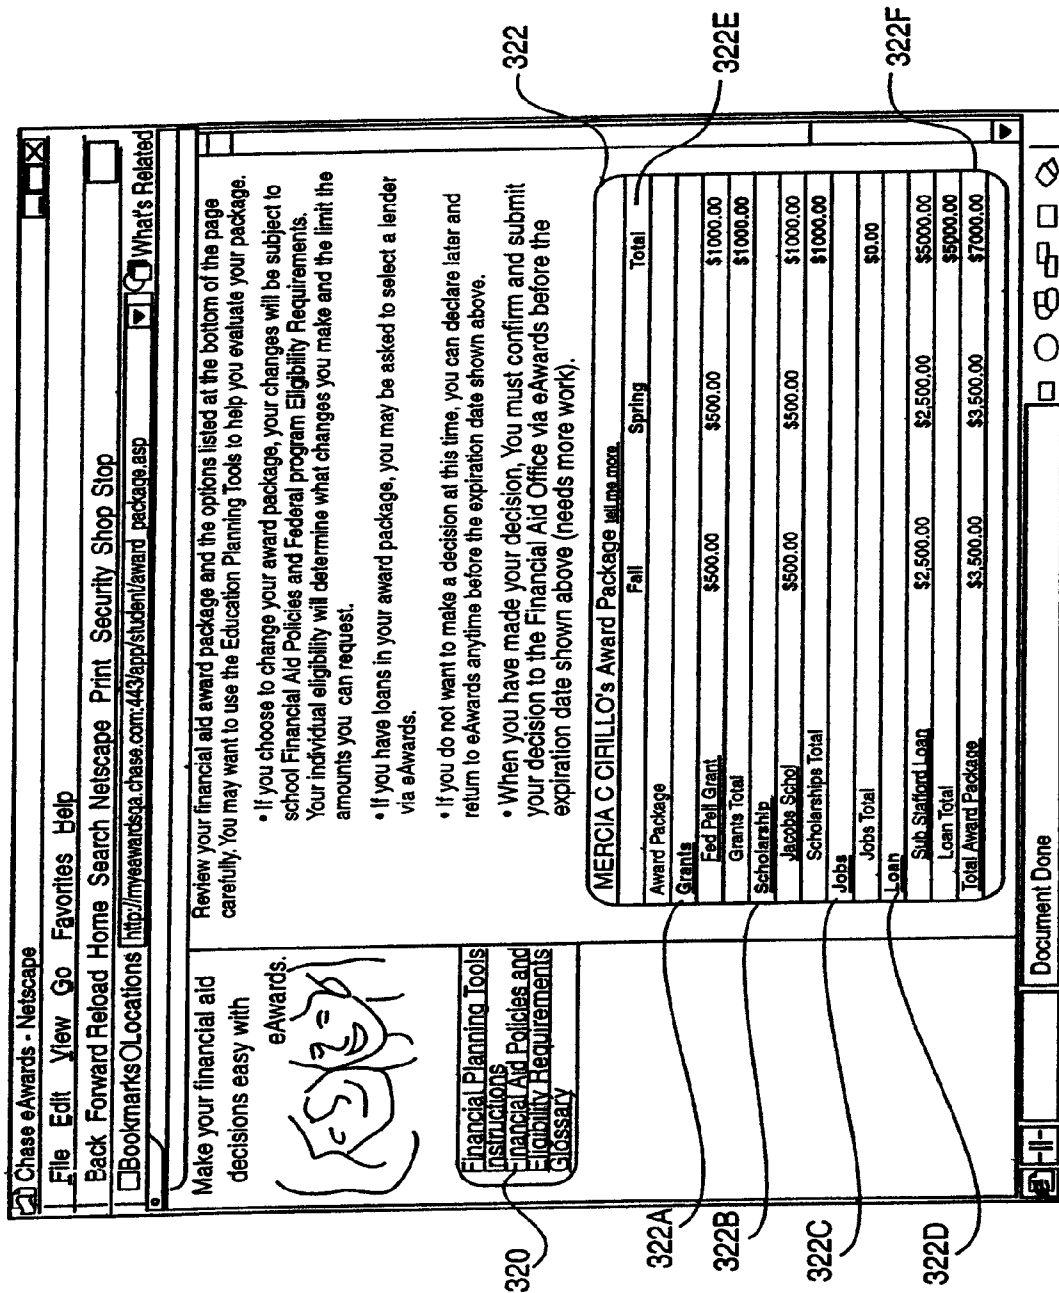 Chase eAwards - Netscape
File Edit View Go Favorites Help
Back Forward Reload Home Search Netscape Print Security Shop Stop
Bookmarks Locations http://myeawardsqa.chase.com:443/app/student/award_package.asp What's Related
Make your financial aid
decisions easy with
eAwards.
Financial Planning Tools
Instructions
Financial Aid Policies and
Eligibility Requirements
Glossary
Review your financial aid award package and the options listed at the bottom of the page
carefully. You may want to use the Education Planning Tools to help you evaluate your package.
• If you choose to change your award package, your changes will be subject to
school Financial Aid Policies and Federal program Eligibility Requirements.
Your individual eligibility will determine what changes you make and the limit the
amounts you can request.
• If you have loans in your award package, you may be asked to select a lender
via eAwards.
• If you do not want to make a decision at this time, you can declare later and
return to eAwards anytime before the expiration date shown above.
• When you have made your decision, You must confirm and submit
your decision to the Financial Aid Office via eAwards before the
expiration date shown above (needs more work).
MERCIA C CIRILLO's Award Package tell me more
Award Package Fall Spring Total
Grants
Fed Pell Grant $500.00 $500.00 $1000.00
Grants Total $1000.00
Scholarship
Jacobs Schol $500.00 $500.00 $1000.00
Scholarships Total $1000.00
Jobs
Jobs Total $0.00
Loan
Sub Stafford Loan $2,500.00 $2,500.00 $5000.00
Loan Total $5000.00
Total Award Package $3,500.00 $3,500.00 $7000.00
Document Done
320
322A
322B
322C
322D
322
322E
322F